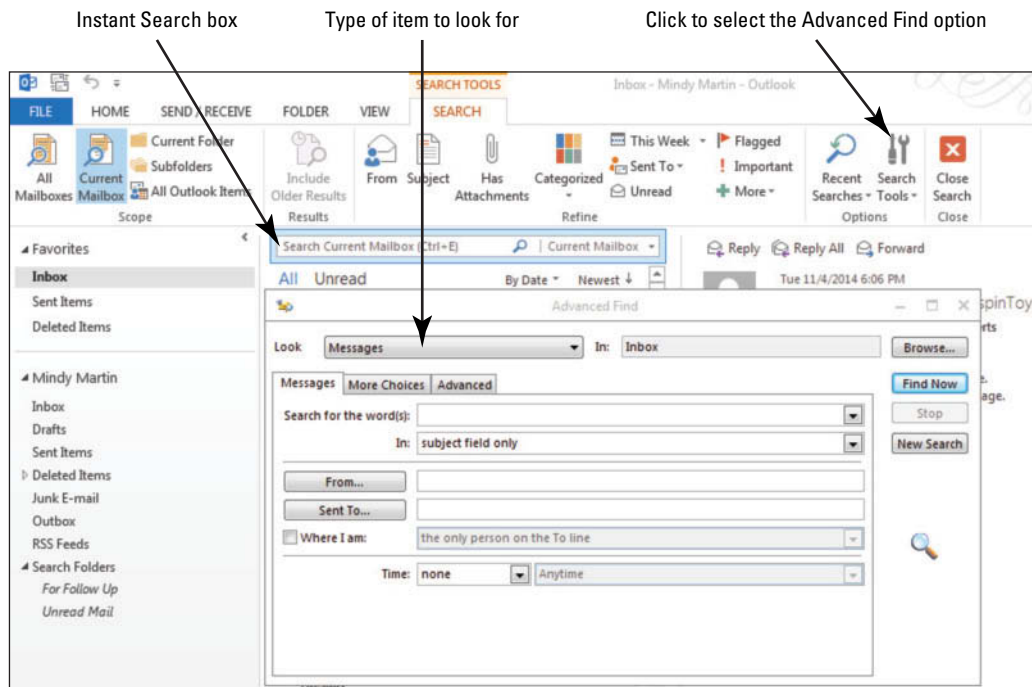 Instant Search box
Type of item to look for
Click to select the Advanced Find option
SEARCH TOOLS
Inbox - Mindy Martin - Outlook
FILE HOME SEND / RECEIVE FOLDER VIEW SEARCH
All Mailboxes
Current Mailbox
Current Folder
Subfolders
All Outlook Items
Scope
Include Older Results
Results
From
Subject
Has Attachments
Categorized
This Week
Sent To
Unread
Flagged
Important
More
Refine
Recent Searches
Search Tools
Options
Close Search
Close
Favorites
Inbox
Sent Items
Deleted Items
Mindy Martin
Inbox
Drafts
Sent Items
Deleted Items
Junk E-mail
Outbox
RSS Feeds
Search Folders
For Follow Up
Unread Mail
Search Current Mailbox (Ctrl+E) Current Mailbox
All Unread By Date Newest
Reply Reply All Forward
Tue 11/4/2014 6:06 PM
Advanced Find
Look Messages In: Inbox Browse...
Messages More Choices Advanced
Find Now
Stop
New Search
Search for the word(s):
In: subject field only
From...
Sent To...
Where I am: the only person on the To line
Time: none Anytime